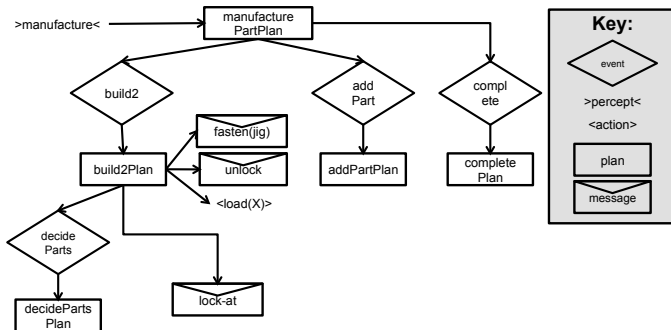 >manufacture<
manufacture
PartPlan
Key:
event
>percept<
<action>
plan
message
build2
add
Part
compl
ete
fasten(jig)
build2Plan
unlock
addPartPlan
complete
Plan
<load(X)>
decide
Parts
decideParts
Plan
lock-at